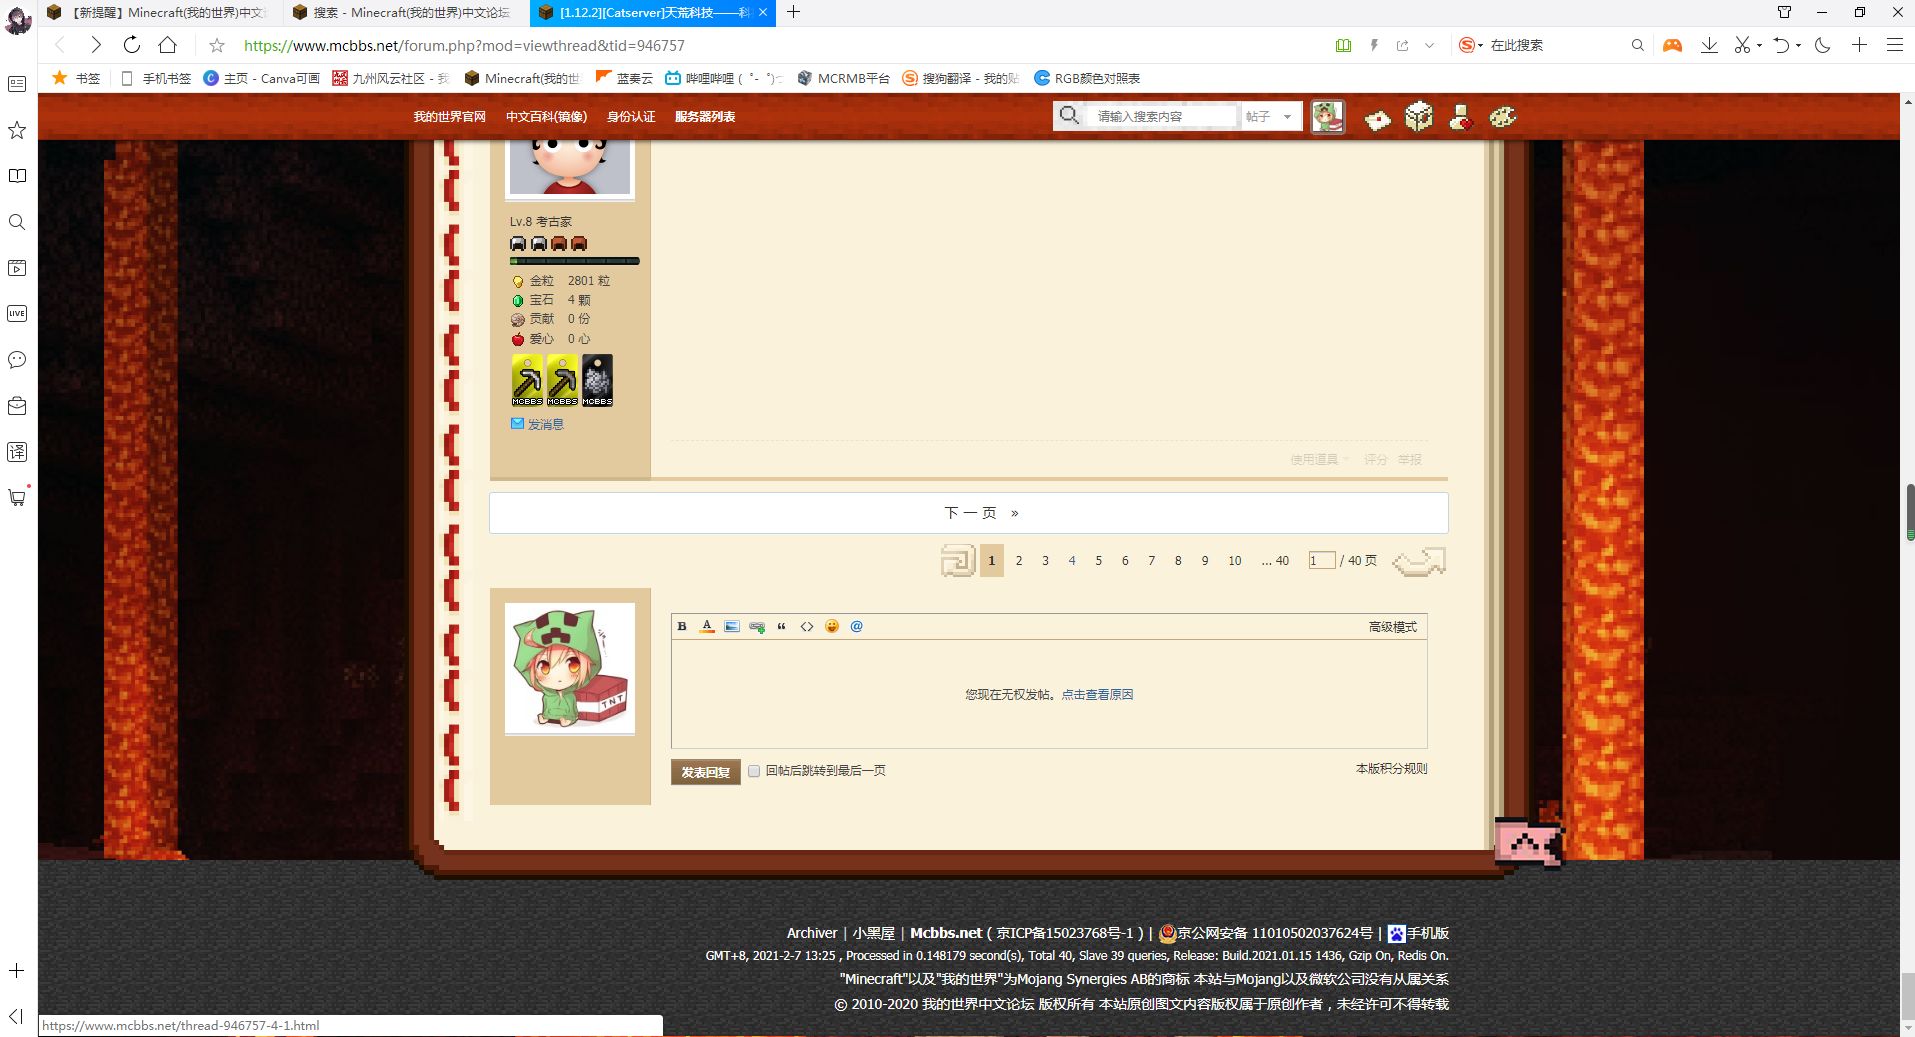 【新提醒】Minecraft(我的世界)中文
搜索 - Minecraft(我的世界)中文论坛
[1.12.2][Catserver]天荒科技——科
https://www.mcbbs.net/forum.php?mod=viewthread&tid=946757
在此搜索
书签
手机书签
主页 - Canva可画
九州风云社区 - 我
Minecraft(我的世
蓝奏云
哔哩哔哩 ( ゜- ゜)つ
MCRMB平台
搜狗翻译 - 我的贴
RGB颜色对照表
我的世界官网 中文百科(镜像) 身份认证 服务器列表
请输入搜索内容 帖子
LIVE
译
Lv.8 考古家
金粒 2801 粒
宝石 4 颗
贡献 0 份
爱心 0 心
MCBBS MCBBS MCBBS
发消息
使用道具 评分 举报
下一页 »
1 2 3 4 5 6 7 8 9 10 ... 40 1 / 40 页
TNT
B A “ <> @ 高级模式
您现在无权发帖。点击查看原因
发表回复 回帖后跳转到最后一页 本版积分规则
Archiver | 小黑屋 | Mcbbs.net ( 京ICP备15023768号-1 ) | 京公网安备 11010502037624号 | 手机版
GMT+8, 2021-2-7 13:25 , Processed in 0.148179 second(s), Total 40, Slave 39 queries, Release: Build.2021.01.15 1436, Gzip On, Redis On.
"Minecraft"以及"我的世界"为Mojang Synergies AB的商标 本站与Mojang以及微软公司没有从属关系
© 2010-2020 我的世界中文论坛 版权所有 本站原创图文内容版权属于原创作者，未经许可不得转载
https://www.mcbbs.net/thread-946757-4-1.html